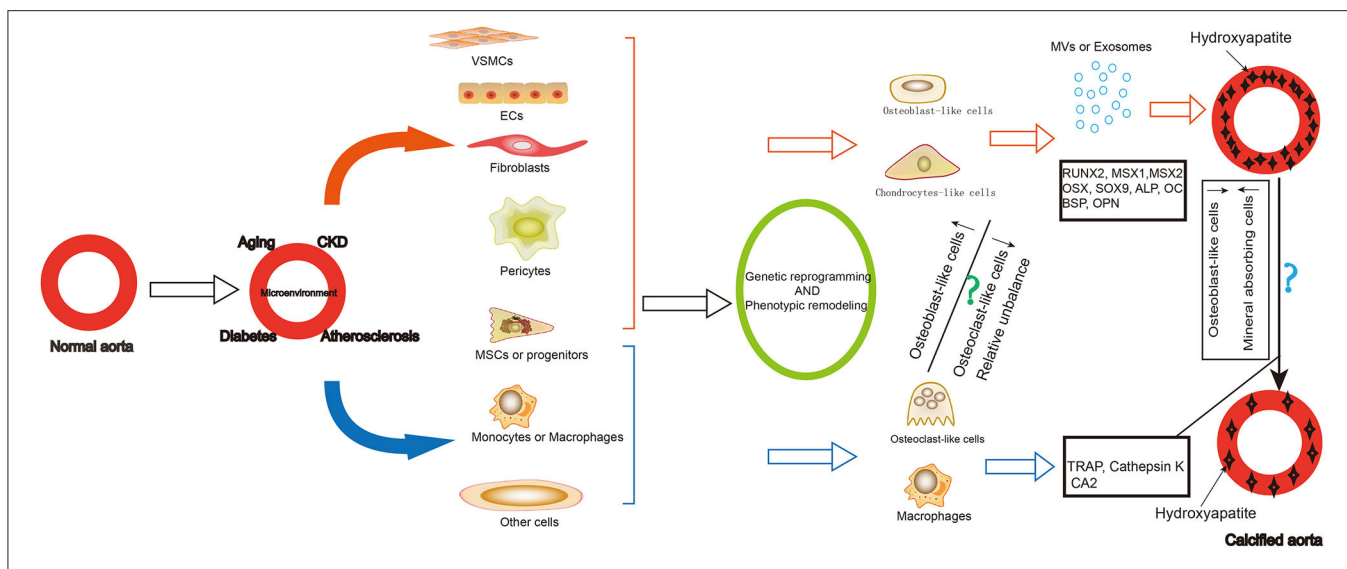 Normal aorta
Aging
CKD
Microenvironment
Diabetes
Atherosclerosis
VSMCs
ECs
Fibroblasts
Pericytes
MSCs or progenitors
Monocytes or Macrophages
Other cells
Genetic reprogramming
AND
Phenotypic remodeling
Osteoblast-like cells
Chondrocytes-like cells
Osteoblast-like cells
?
Osteoclast-like cells
Relative unbalance
Osteoclast-like cells
Macrophages
MVs or Exosomes
RUNX2, MSX1,MSX2
OSX, SOX9, ALP, OC
BSP, OPN
TRAP, Cathepsin K
CA2
Hydroxyapatite
Osteoblast-like cells
Mineral absorbing cells
?
Hydroxyapatite
Calcified aorta